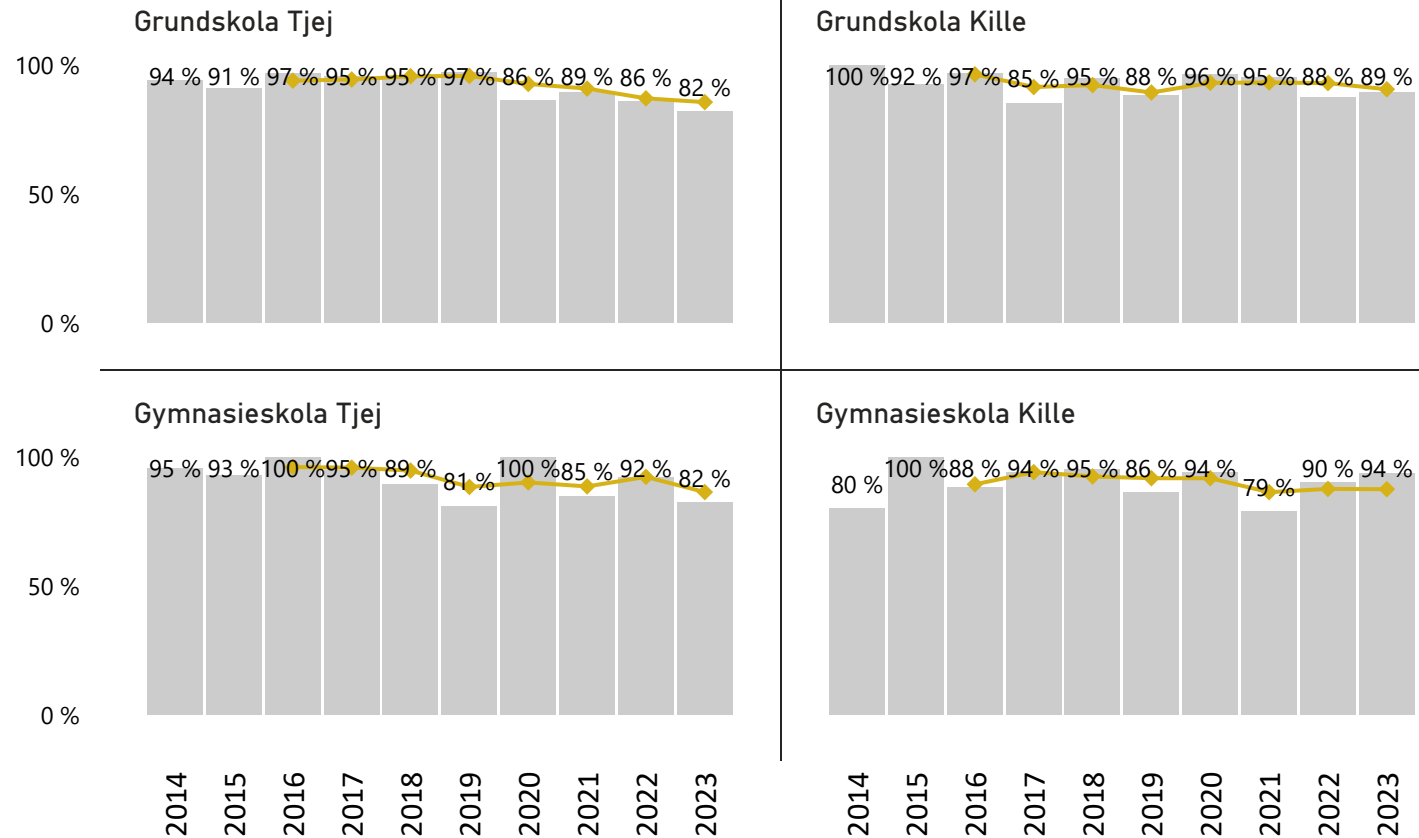 Grundskola Tjej
100 %
94 % 91 % 97 % 95 % 95 % 97 % 86 % 89 % 86 % 82 %
50 %
0 %
Grundskola Kille
100 % 92 % 97 % 85 % 95 % 88 % 96 % 95 % 88 % 89 %
Gymnasieskola Tjej
100 %
95 % 93 % 100 % 95 % 89 % 81 % 100 % 85 % 92 % 82 %
50 %
0 %
Gymnasieskola Kille
80 % 100 % 88 % 94 % 95 % 86 % 94 % 79 % 90 % 94 %
2014 2015 2016 2017 2018 2019 2020 2021 2022 2023
2014 2015 2016 2017 2018 2019 2020 2021 2022 2023